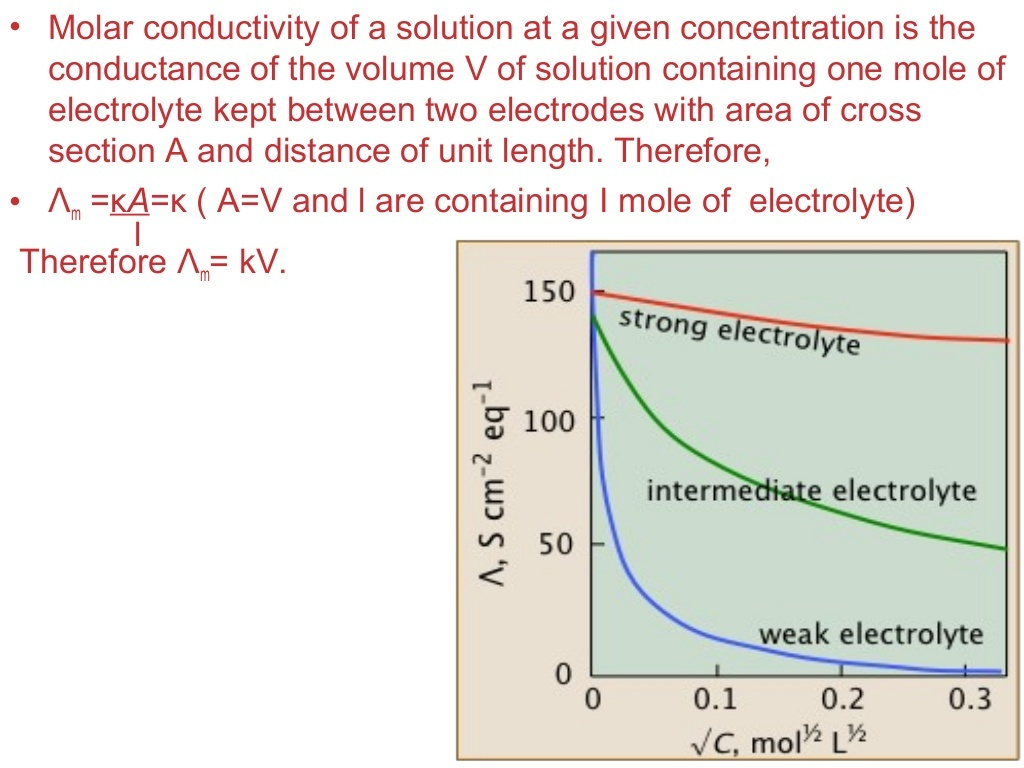 • Molar conductivity of a solution at a given concentration is the
conductance of the volume V of solution containing one mole of
electrolyte kept between two electrodes with area of cross
section A and distance of unit length. Therefore,
• Λm =κA=κ ( A=V and l are containing I mole of electrolyte)
l
Therefore Λm= kV.
150
strong electrolyte
100
intermediate electrolyte
50
weak electrolyte
0
Λ, S cm⁻² eq⁻¹
0 0.1 0.2 0.3
√C, mol½ L½